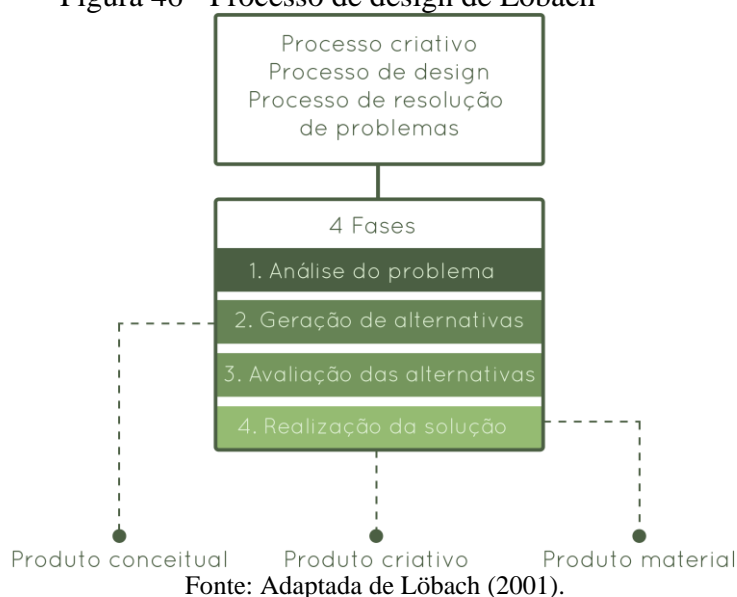 Figura 46 - Processo de design de Löbach
Processo criativo
Processo de design
Processo de resolução
de problemas
4 Fases
1. Análise do problema
2. Geração de alternativas
3. Avaliação das alternativas
4. Realização da solução
Produto conceitual
Produto criativo
Produto material
Fonte: Adaptada de Löbach (2001).